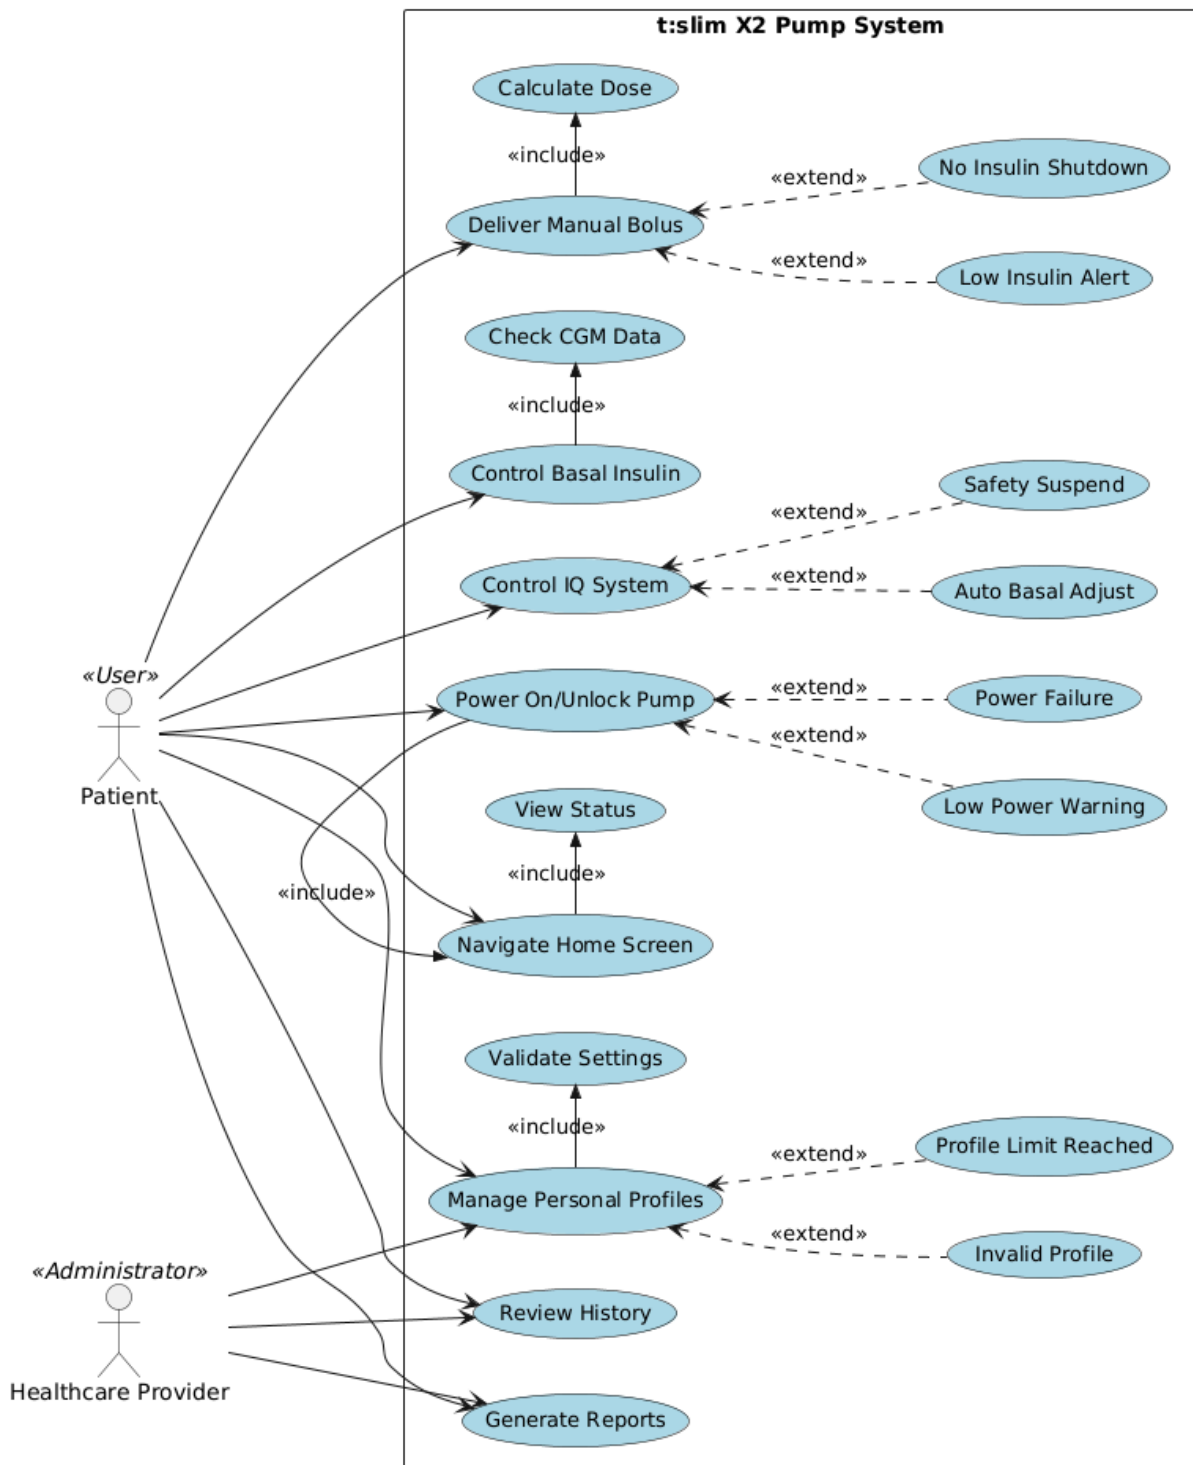 t:slim X2 Pump System
Calculate Dose
«include»
«extend»
No Insulin Shutdown
Deliver Manual Bolus
«extend»
Low Insulin Alert
Check CGM Data
«include»
Control Basal Insulin
Safety Suspend
«extend»
Control IQ System
«extend»
Auto Basal Adjust
«User»
Patient
Power On/Unlock Pump
«extend»
Power Failure
«extend»
Low Power Warning
View Status
«include»
«include»
Navigate Home Screen
Validate Settings
«include»
«extend»
Profile Limit Reached
Manage Personal Profiles
«extend»
Invalid Profile
«Administrator»
Healthcare Provider
Review History
Generate Reports